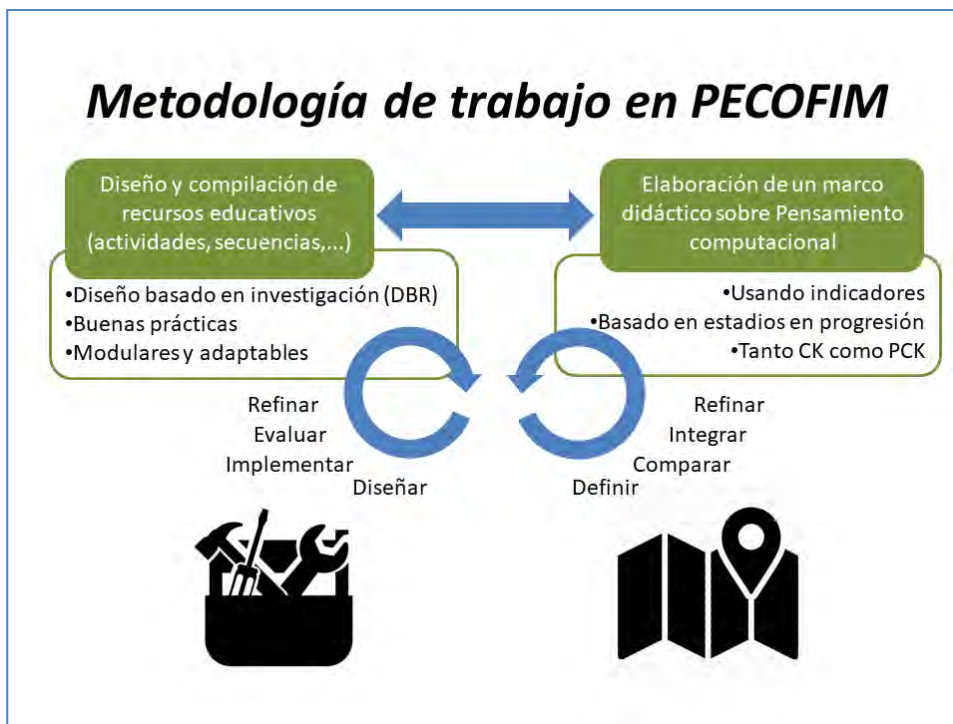 Metodología de trabajo en PECOFIM
Diseño y compilación de
recursos educativos
(actividades, secuencias,...)
•Diseño basado en investigación (DBR)
•Buenas prácticas
•Modulares y adaptables
Refinar
Evaluar
Implementar
Diseñar
Elaboración de un marco
didáctico sobre Pensamiento
computacional
•Usando indicadores
•Basado en estadios en progresión
•Tanto CK como PCK
Refinar
Integrar
Comparar
Definir